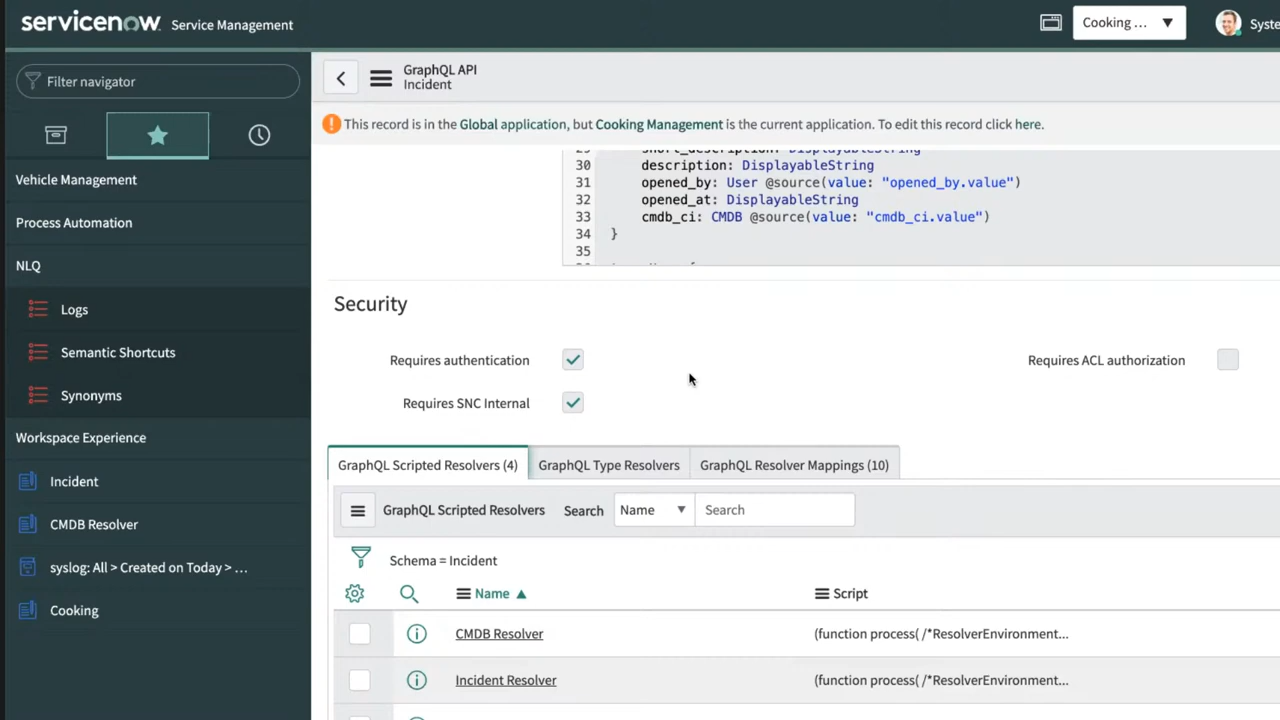 servicenow. Service Management
Cooking ...
Syste
Filter navigator
Vehicle Management
Process Automation
NLQ
Logs
Semantic Shortcuts
Synonyms
Workspace Experience
Incident
CMDB Resolver
syslog: All > Created on Today > ...
Cooking
GraphQL API
Incident
This record is in the Global application, but Cooking Management is the current application. To edit this record click here.
short_description: DisplayableString
30 description: DisplayableString
31 opened_by: User @source(value: "opened_by.value")
32 opened_at: DisplayableString
33 cmdb_ci: CMDB @source(value: "cmdb_ci.value")
34 }
35
Security
Requires authentication
Requires ACL authorization
Requires SNC Internal
GraphQL Scripted Resolvers (4) GraphQL Type Resolvers GraphQL Resolver Mappings (10)
GraphQL Scripted Resolvers Search Name Search
Schema = Incident
Name Script
CMDB Resolver (function process( /*ResolverEnvironment...
Incident Resolver (function process( /*ResolverEnvironment...